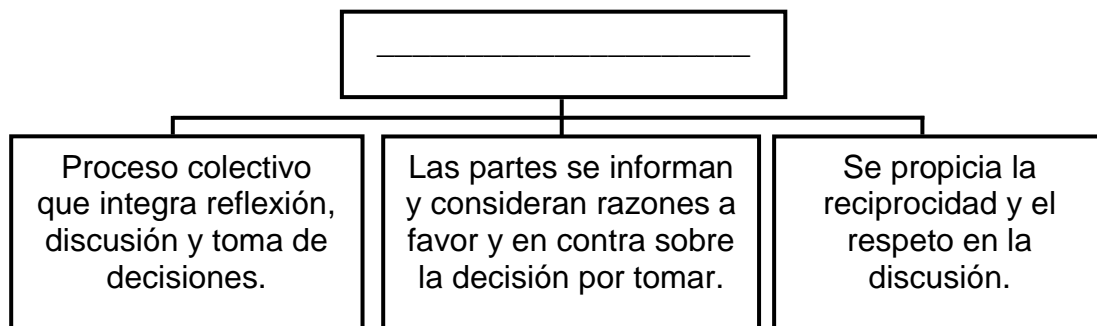 ____________________
Proceso colectivo
que integra reflexión,
discusión y toma de
decisiones.
Las partes se informan
y consideran razones a
favor y en contra sobre
la decisión por tomar.
Se propicia la
reciprocidad y el
respeto en la
discusión.